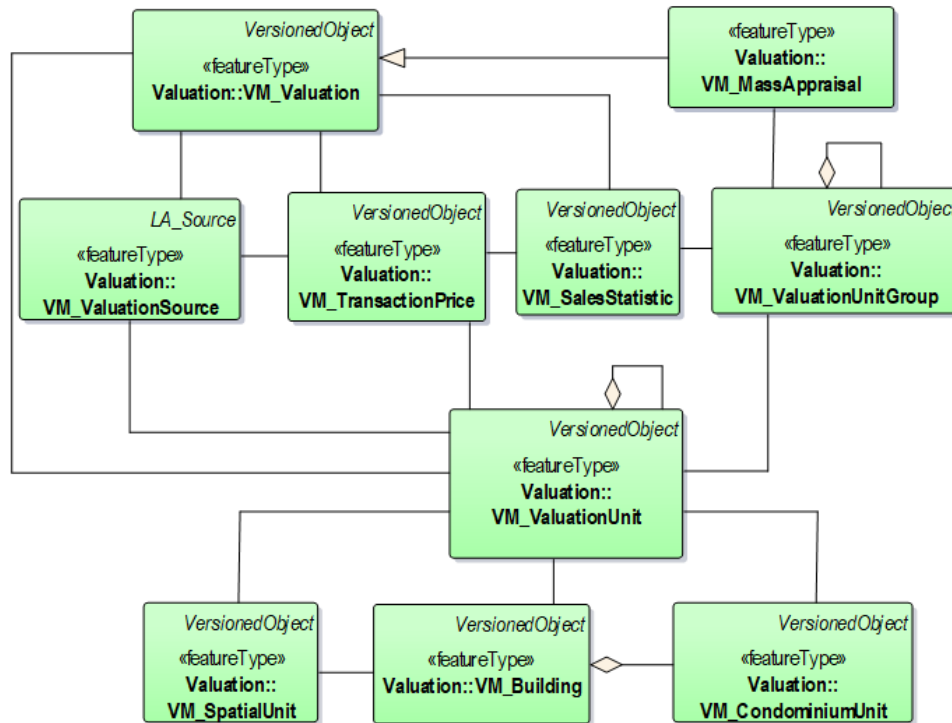 VersionedObject
«featureType»
Valuation::VM_Valuation
«featureType»
Valuation::
VM_MassAppraisal
LA_Source
«featureType»
Valuation::
VM_ValuationSource
VersionedObject
«featureType»
Valuation::
VM_TransactionPrice
VersionedObject
«featureType»
Valuation::
VM_SalesStatistic
VersionedObject
«featureType»
Valuation::
VM_ValuationUnitGroup
VersionedObject
«featureType»
Valuation::
VM_ValuationUnit
VersionedObject
«featureType»
Valuation::
VM_SpatialUnit
VersionedObject
«featureType»
Valuation::VM_Building
VersionedObject
«featureType»
Valuation::
VM_CondominiumUnit